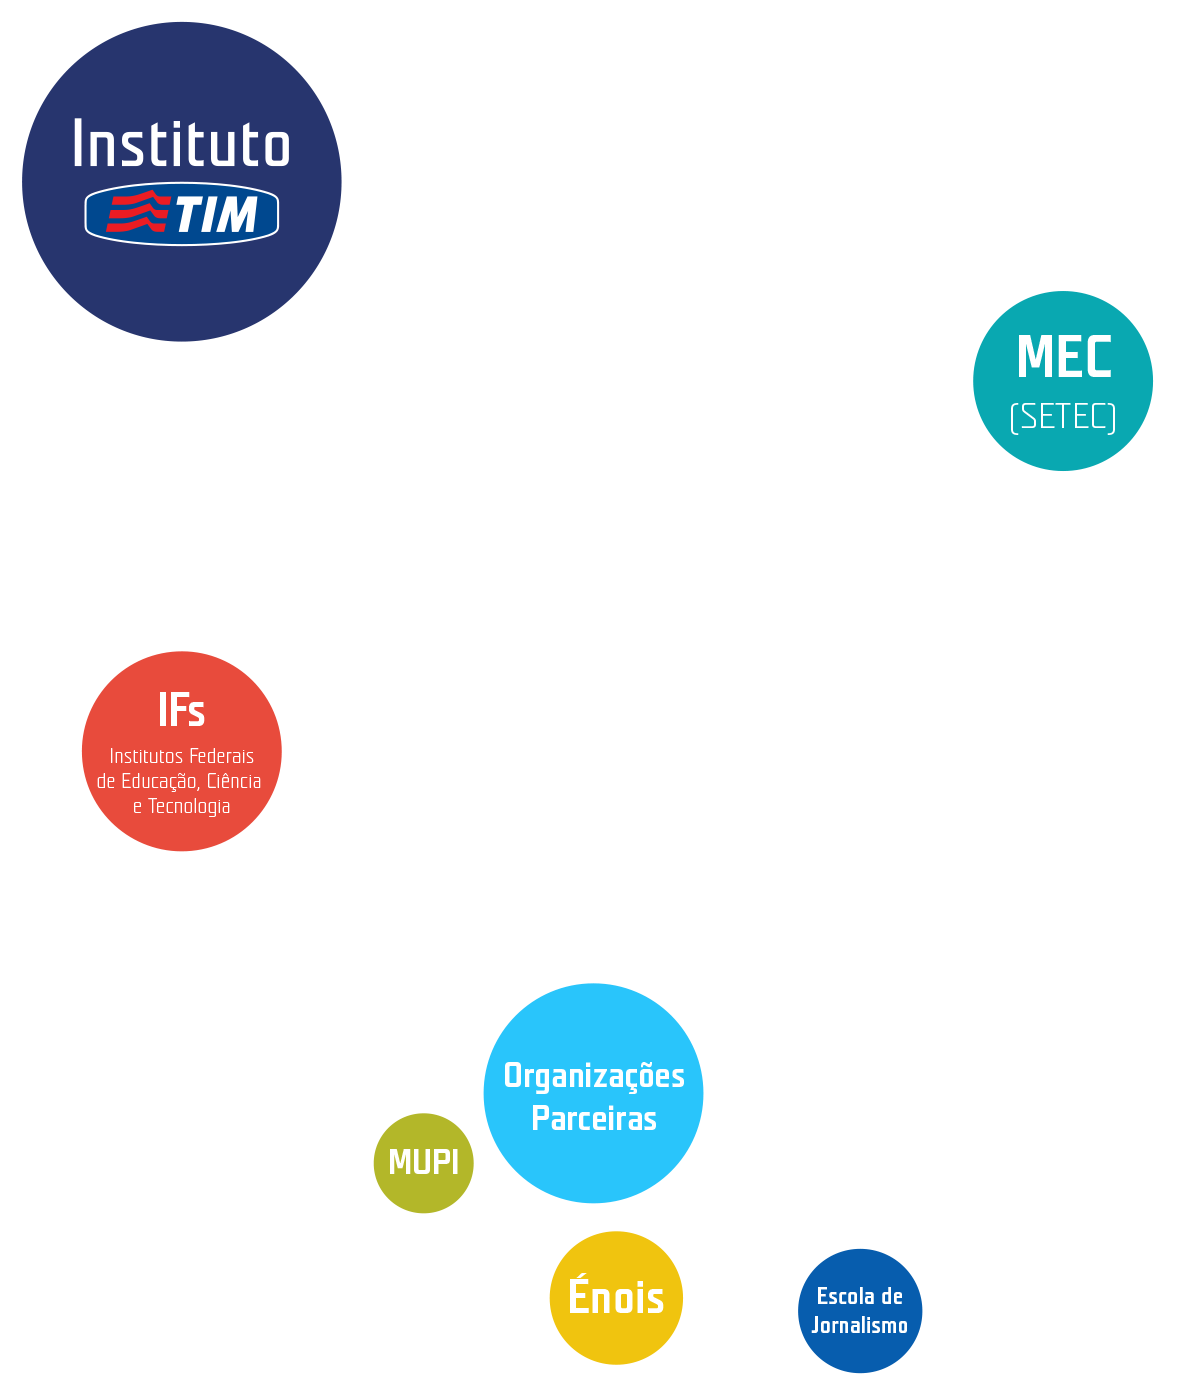 Instituto
TIM
MEC
(SETEC)
IFs
Institutos Federais
de Educação, Ciência
e Tecnologia
Organizações
Parceiras
MUPI
Énois
Escola de
Jornalismo